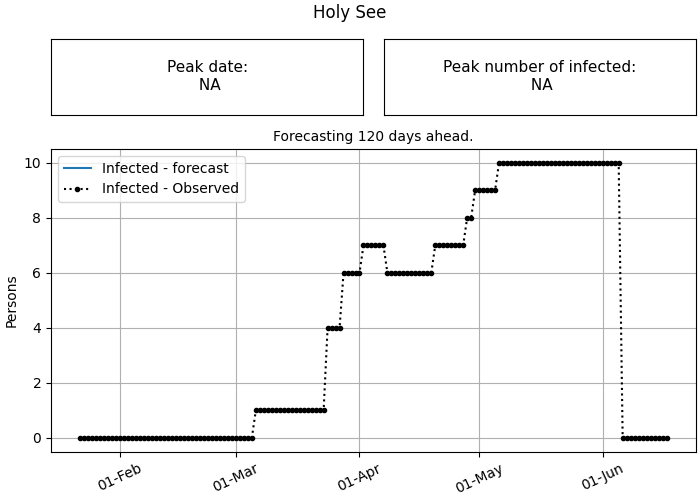 Holy See
Peak date:
NA
Peak number of infected:
NA
Forecasting 120 days ahead.
Infected - forecast
Infected - Observed
Persons
10
8
6
4
2
0
01-Feb
01-Mar
01-Apr
01-May
01-Jun